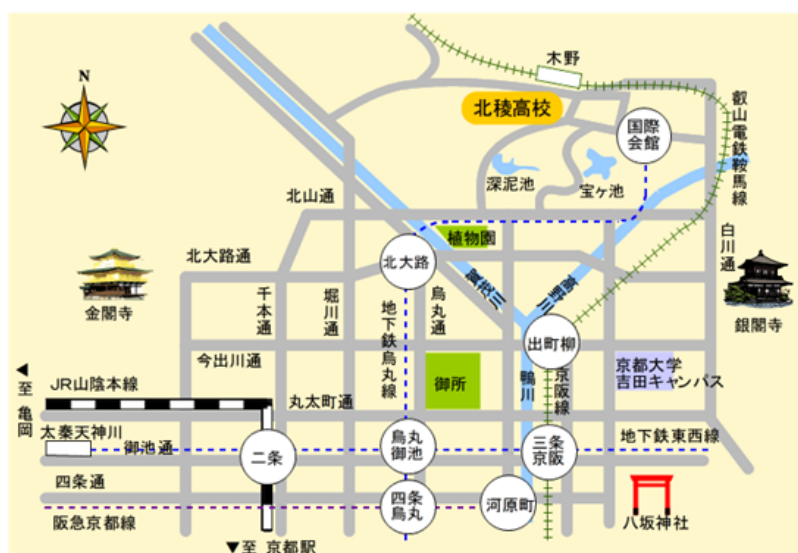 木野
N
北稜高校
叡山電鉄鞍馬線
国際
会館
深泥池
宝ヶ池
北山通
植物園
白川通
北大路通
北大路
賀茂川
高野川
金閣寺
千本通
堀川通
地下鉄烏丸線
烏丸通
銀閣寺
出町柳
今出川通
京都大学
吉田キャンパス
◀至 亀岡
JR山陰本線
御所
鴨川
京阪線
丸太町通
太秦天神川
御池通
二条
烏丸
御池
三条
京阪
地下鉄東西線
四条通
四条
烏丸
河原町
阪急京都線
八坂神社
▼至 京都駅